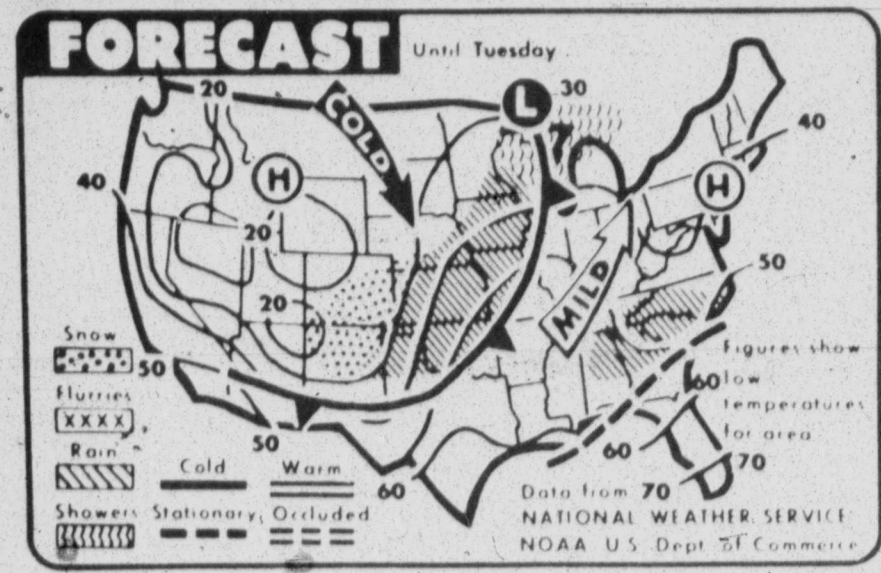 FORECAST Until Tuesday
20
30
L
COLD
40
H
40
H
20
50
20
MILD
Snow
50
Figures show
60 low
Flurries
temperatures
XXXX
50
60
for area
Rain
Cold
Warm
70
60
Data from 70
Showers Stationary Occluded
NATIONAL WEATHER SERVICE
NOAA U S Dept of Commerce